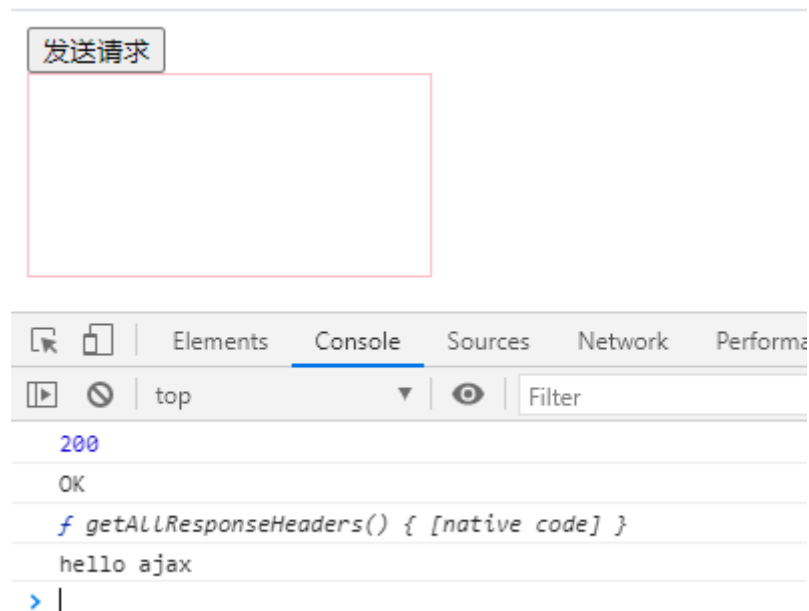 发送请求
Elements Console Sources Network Performa
top Filter
200
OK
ƒ getAllResponseHeaders() { [native code] }
hello ajax